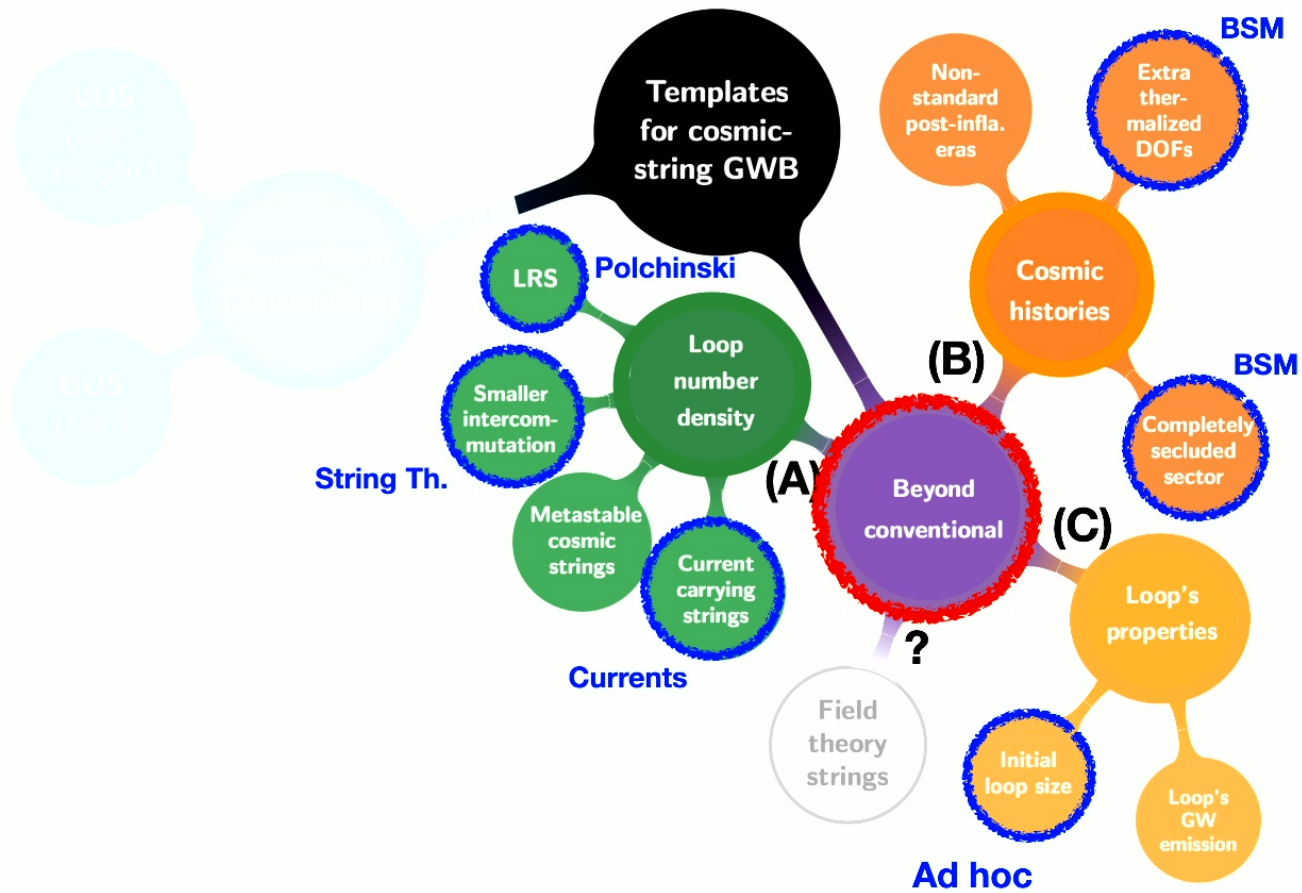 Templates
for cosmic-
string GWB
BSM
Non-
standard
post-infla.
eras
Extra
ther-
malized
DOFs
VOS
LRS
Polchinski
Cosmic
histories
Loop
number
density
(B)
BSM
Smaller
intercom-
mutation
String Th.
(A)
Completely
secluded
sector
Beyond
conventional
(C)
Metastable
cosmic
strings
Current
carrying
strings
Currents
Loop's
properties
?
Field
theory
strings
Initial
loop size
Loop's
GW
emission
Ad hoc